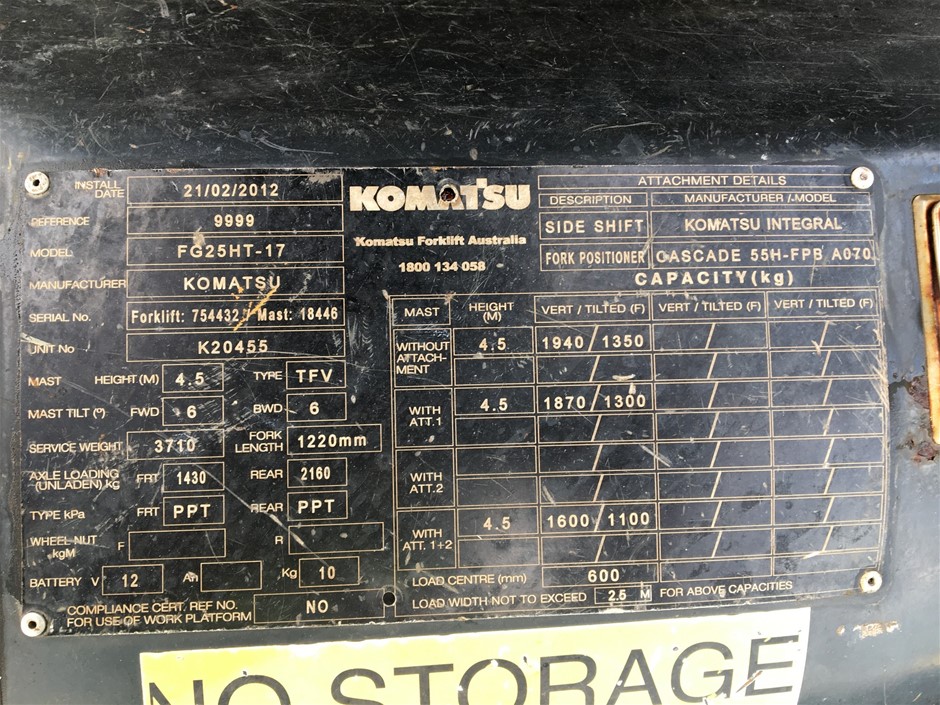 INSTALL DATE 21/02/2012
REFERENCE 9999
MODEL FG25HT-17
MANUFACTURER KOMATSU
SERIAL No. Forklift: 754432 / Mast: 18446
UNIT No K20455
MAST HEIGHT (M) 4.5 TYPE TFV
MAST TILT (º) FWD 6 BWD 6
SERVICE WEIGHT 3710 FORK LENGTH 1220mm
AXLE LOADING (UNLADEN) kg FRT 1430 REAR 2160
TYPE kPa FRT PPT REAR PPT
WHEEL NUT kgM F R
BATTERY V 12 AH Kg 10
COMPLIANCE CERT. REF NO.
FOR USE OF WORK PLATFORM NO
KOMATSU
Komatsu Forklift Australia
1800 134 058
ATTACHMENT DETAILS
DESCRIPTION MANUFACTURER / MODEL
SIDE SHIFT KOMATSU INTEGRAL
FORK POSITIONER CASCADE 55H-FPB A070
CAPACITY (kg)
MAST HEIGHT (M) VERT / TILTED (F) VERT / TILTED (F) VERT / TILTED (F)
WITHOUT ATTACH- MENT 4.5 1940 / 1350 / /
/ / /
WITH ATT.1 4.5 1870 / 1300 / /
/ / /
WITH ATT.2 / / /
/ / /
WITH ATT. 1+2 4.5 1600 / 1100 / /
/ / /
LOAD CENTRE (mm) 600
LOAD WIDTH NOT TO EXCEED 2.5 M FOR ABOVE CAPACITIES
NO STORAGE